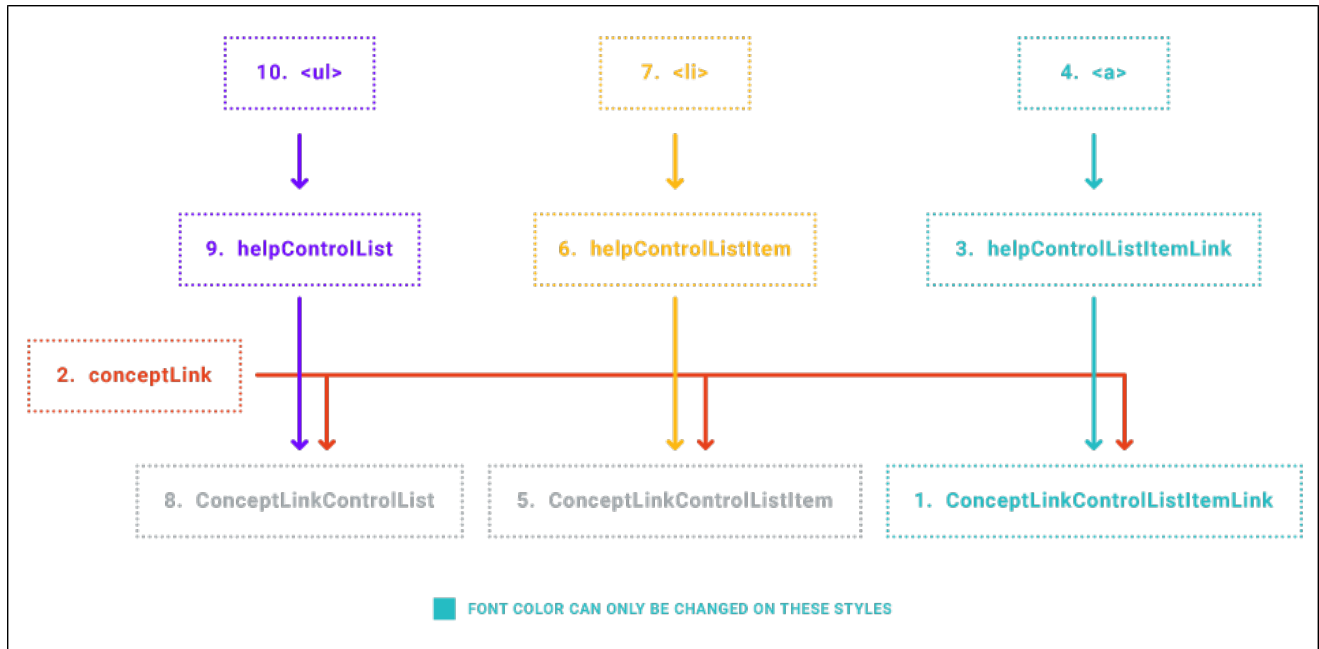 10. <ul>
7. <li>
4. <a>
9. helpControlList
6. helpControlListItem
3. helpControlListItemLink
2. conceptLink
8. ConceptLinkControlList
5. ConceptLinkControlListItem
1. ConceptLinkControlListItemLink
FONT COLOR CAN ONLY BE CHANGED ON THESE STYLES